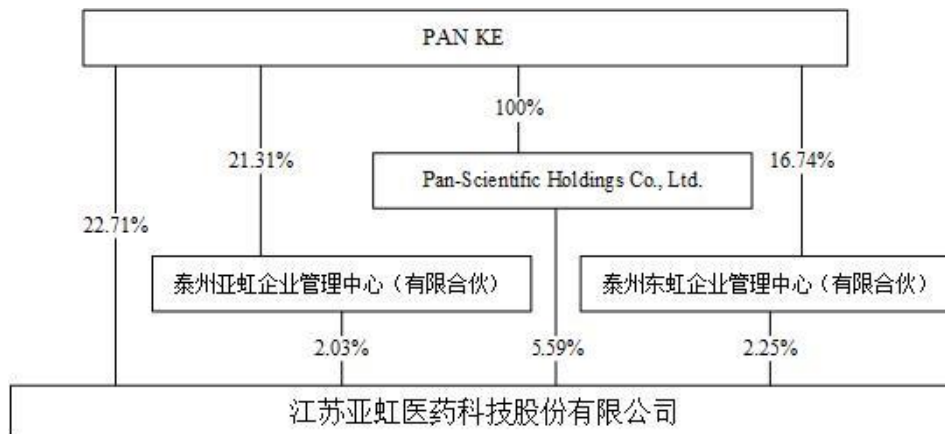 PAN KE
100%
21.31%
16.74%
Pan-Scientific Holdings Co., Ltd.
22.71%
泰州亚虹企业管理中心（有限合伙）
泰州东虹企业管理中心（有限合伙）
2.03%
5.59%
2.25%
江苏亚虹医药科技股份有限公司